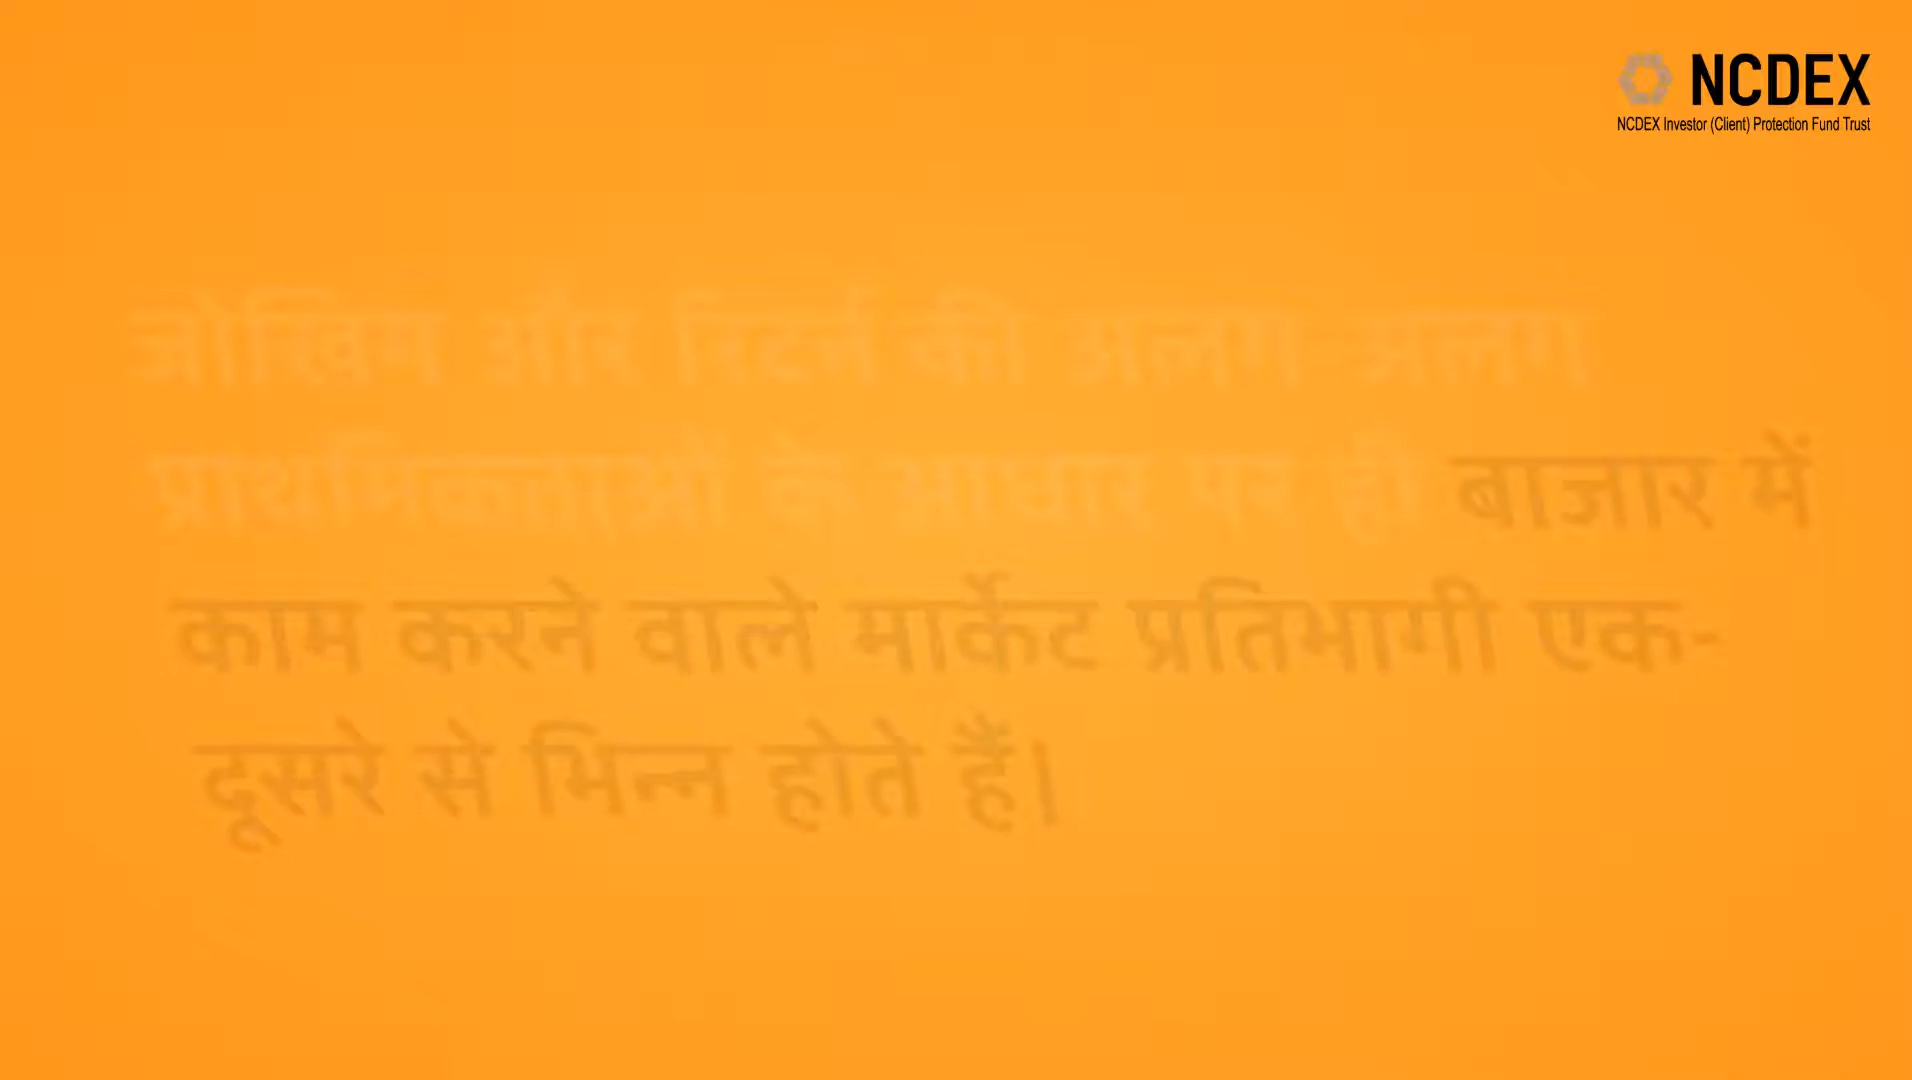 NCDEX
NCDEX Investor (Client) Protection Fund Trust
जोखिम और रिटर्न की अलग-अलग
प्राथमिकताओं के आधार पर ही बाजार में
काम करने वाले मार्केट प्रतिभागी एक-
दूसरे से भिन्न होते हैं।